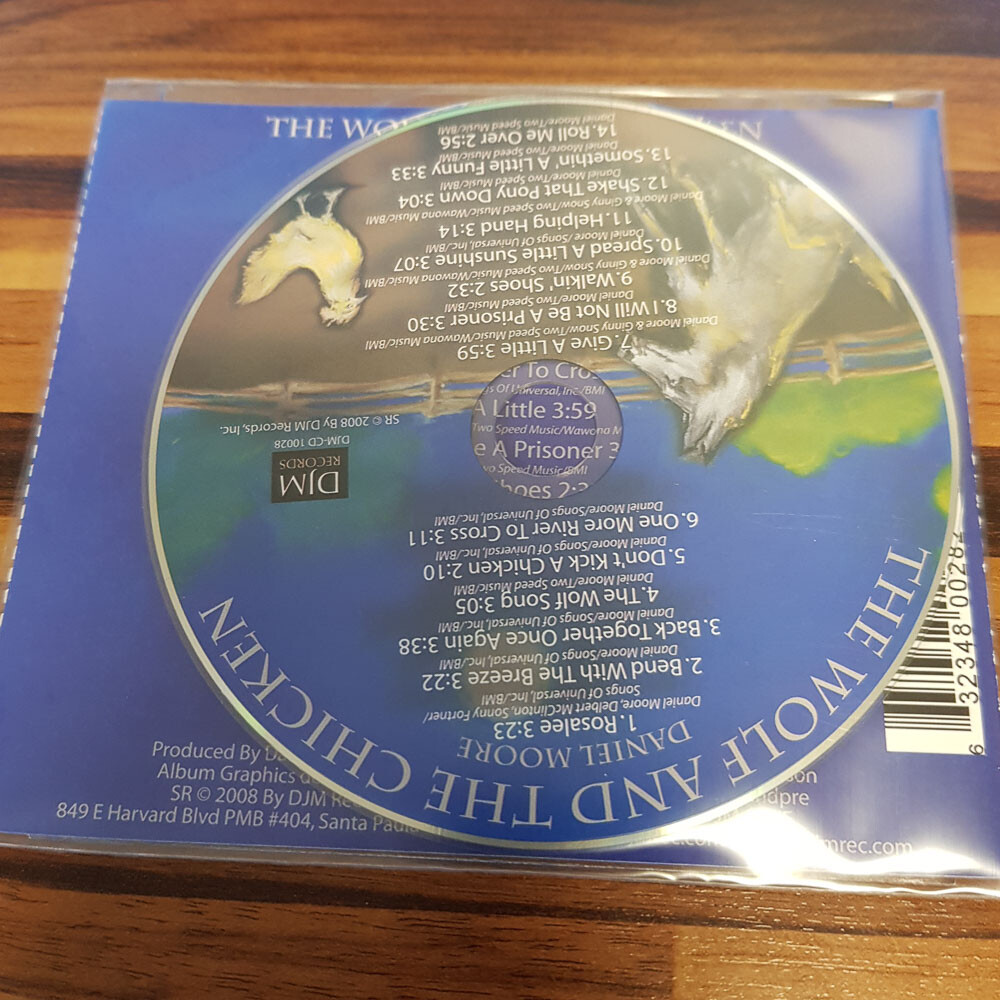 THE WOLF AND THE CHICKEN
DANIEL MOORE
1. Rosalee 3:23
Daniel Moore, Delbert McClinton, Sonny Fortner/
Songs Of Universal, Inc./BMI
2. Bend With The Breeze 3:22
Daniel Moore/Songs Of Universal, Inc./BMI
3. Back Together Once Again 3:38
Daniel Moore/Songs Of Universal, Inc./BMI
4. The Wolf Song 3:05
Daniel Moore/Two Speed Music/BMI
5. Don't Kick A Chicken 2:10
Daniel Moore/Songs Of Universal, Inc./BMI
6. One More River To Cross 3:11
Daniel Moore/Songs Of Universal, Inc./BMI
DJM
RECORDS
DJM-CD 10028
SR © 2008 By DJM Records, Inc.
7. Give A Little 3:59
Daniel Moore & Ginny Snow/Two Speed Music/Wawona Music/BMI
8 I Will Not Be A Prisoner 3:30
Daniel Moore/Two Speed Music/BMI
9 Walkin' Shoes 2:32
Daniel Moore & Ginny Snow/Two Speed Music/Wawona Music/BMI
10. Spread A Little Sunshine 3:07
Daniel Moore/Songs Of Universal, Inc./BMI
11. Helping Hand 3:14
Daniel Moore & Ginny Snow/Two Speed Music/Wawona Music/BMI
12. Shake That Pony Down 3:04
Daniel Moore/Two Speed Music/BMI
13. Somethin' A Little Funny 3:33
Daniel Moore/Two Speed Music/BMI
14. Roll Me Over 2:56
Daniel Moore/Two Speed Music/BMI
THE
To Cro
Of Universal, Inc./BMI
A Little 3:59
Two Speed Music/Wawona M
A Prisoner 3
Speed Music/BMI
Produced By
Album Graphics
SR © 2008 By DJM
849 E Harvard Blvd PMB #404, Santa
6 32348 00282